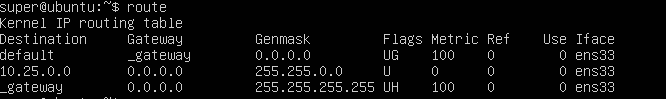 super@ubuntu:~$ route
Kernel IP routing table
Destination     Gateway         Genmask         Flags Metric Ref    Use Iface
default         _gateway        0.0.0.0         UG    100    0        0 ens33
10.25.0.0       0.0.0.0         255.255.0.0     U     0      0        0 ens33
_gateway        0.0.0.0         255.255.255.255 UH    100    0        0 ens33